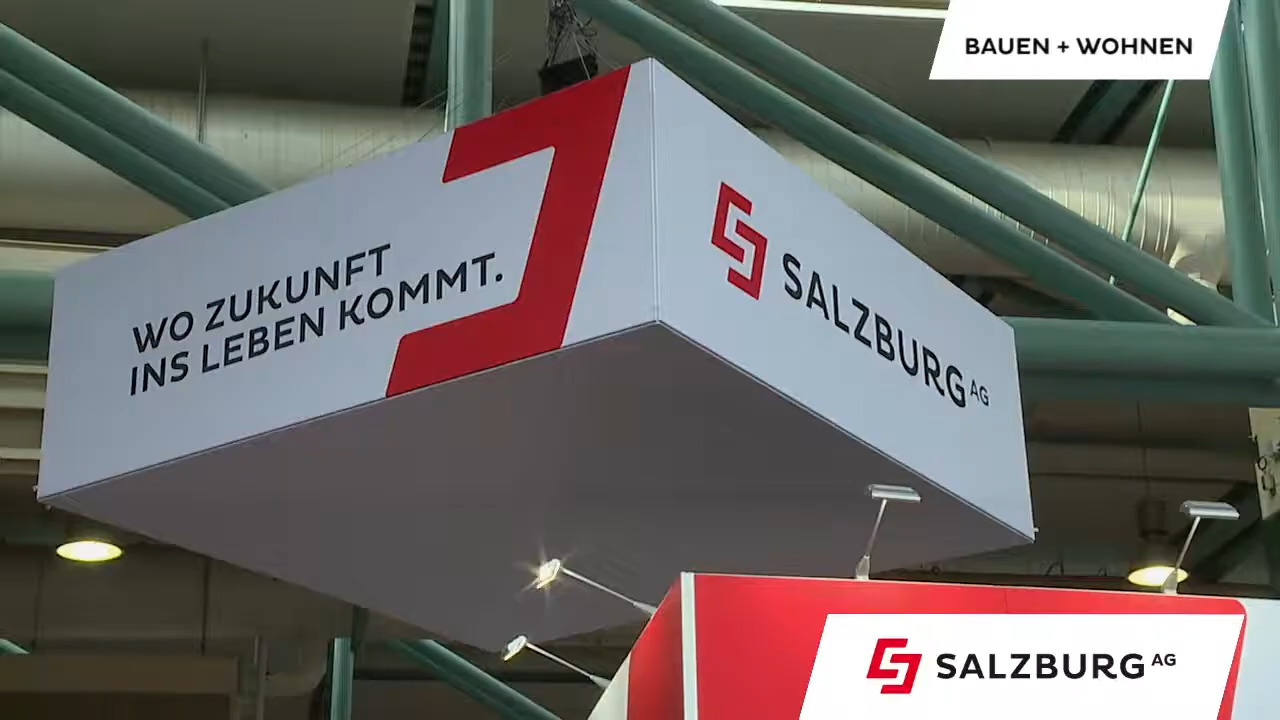 BAUEN + WOHNEN
WO ZUKUNFT
INS LEBEN KOMMT.
SALZBURG AG
SALZBURG AG